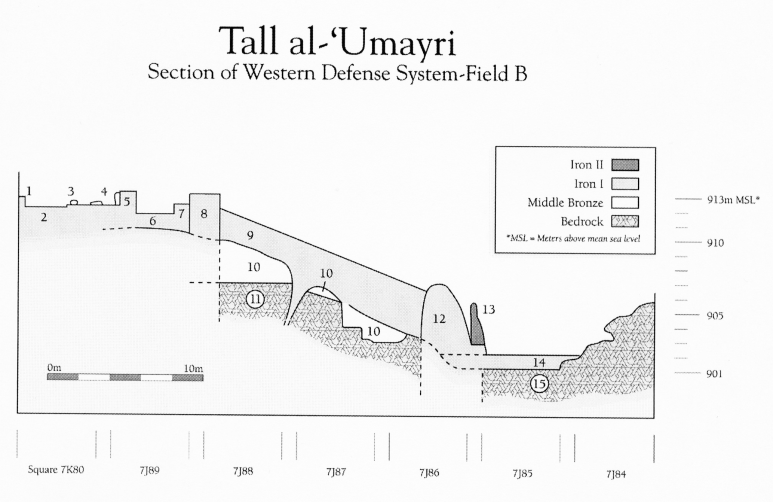 Tall al-‘Umayri
Section of Western Defense System-Field B
Iron II
Iron I
Middle Bronze
Bedrock
*MSL = Meters above mean sea level
1
2
3
4
5
6
7
8
9
10
11
10
10
12
13
14
15
913m MSL*
910
905
901
0m 10m
Square 7K80 7J89 7J88 7J87 7J86 7J85 7J84